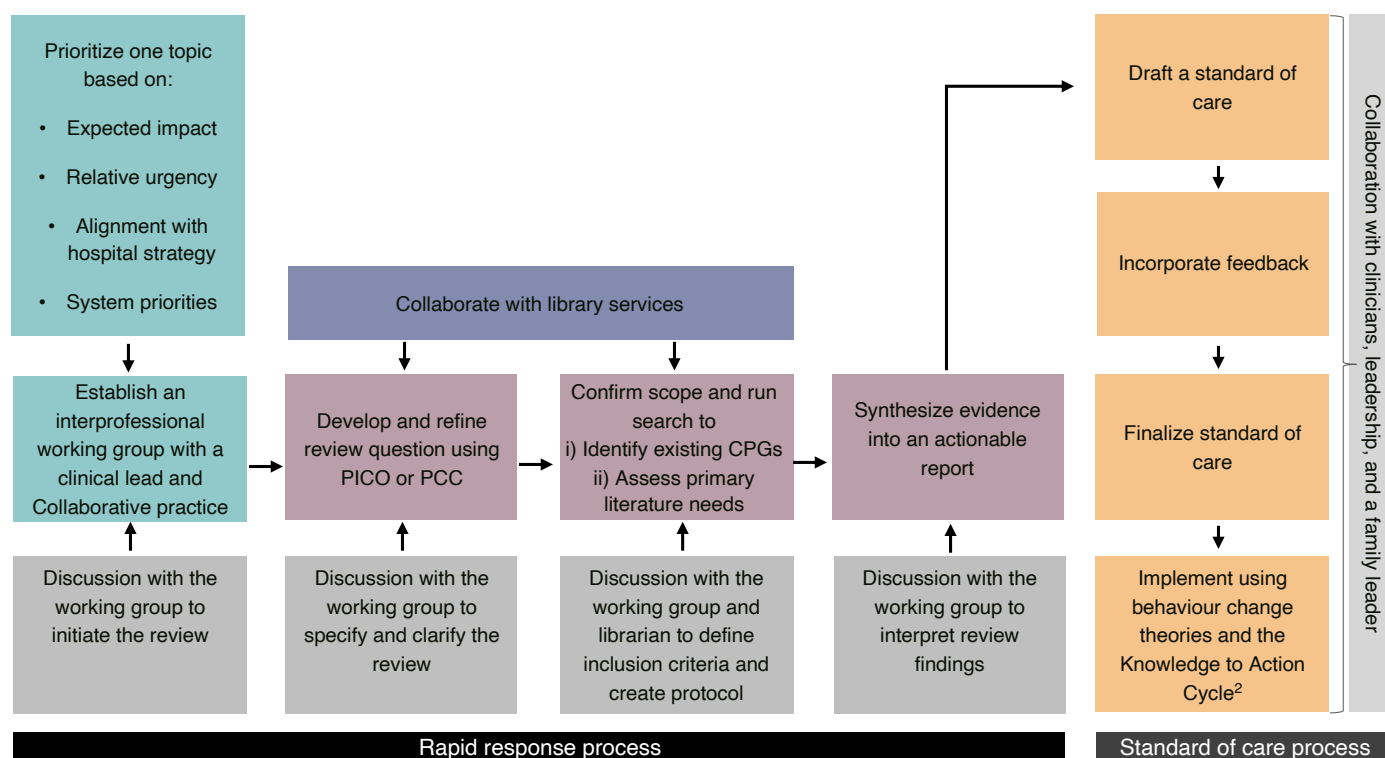 Prioritize one topic
based on:
• Expected impact
• Relative urgency
• Alignment with
hospital strategy
• System priorities
Establish an
interprofessional
working group with a
clinical lead and
Collaborative practice
Discussion with the
working group to
initiate the review
Collaborate with library services
Develop and refine
review question using
PICO or PCC
Discussion with the
working group to
specify and clarify the
review
Confirm scope and run
search to
i) Identify existing CPGs
ii) Assess primary
literature needs
Discussion with the
working group and
librarian to define
inclusion criteria and
create protocol
Synthesize evidence
into an actionable
report
Discussion with the
working group to
interpret review
findings
Rapid response process
Draft a standard of
care
Incorporate feedback
Finalize standard of
care
Implement using
behaviour change
theories and the
Knowledge to Action
Cycle²
Standard of care process
Collaboration with clinicians, leadership, and a family leader